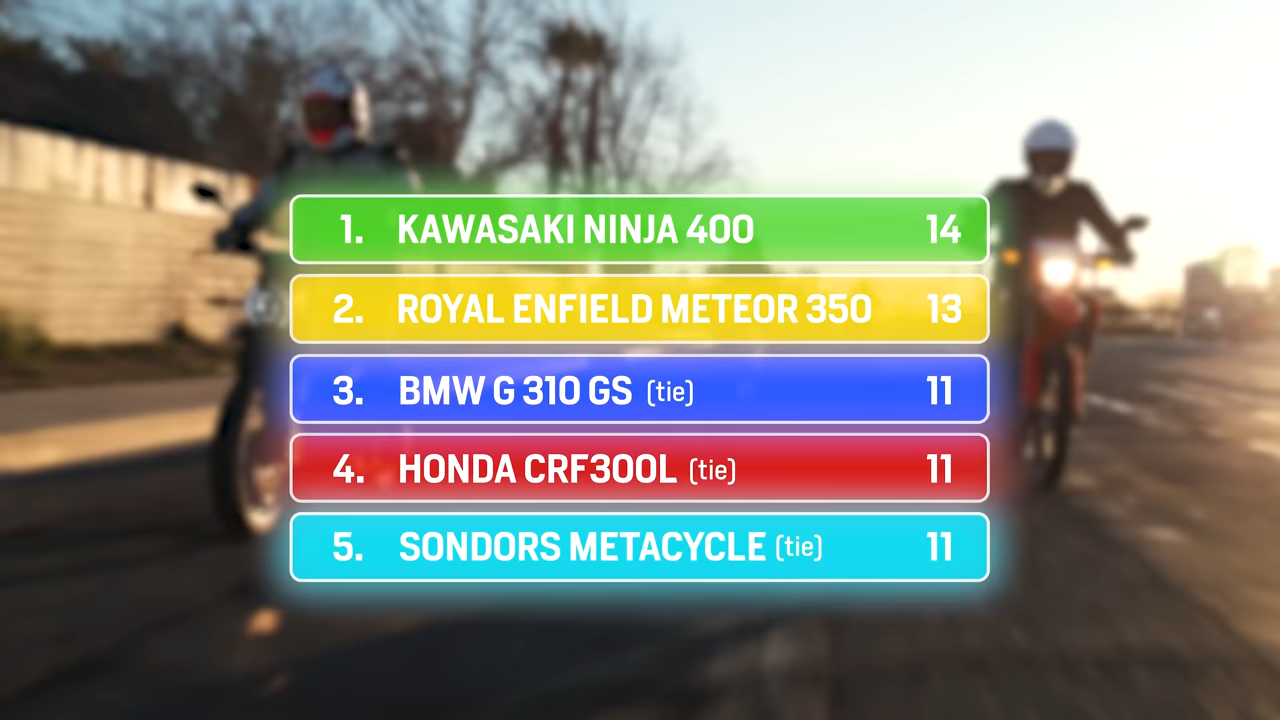 1. KAWASAKI NINJA 400 14
2. ROYAL ENFIELD METEOR 350 13
3. BMW G 310 GS (tie) 11
4. HONDA CRF300L (tie) 11
5. SONDORS METACYCLE (tie) 11